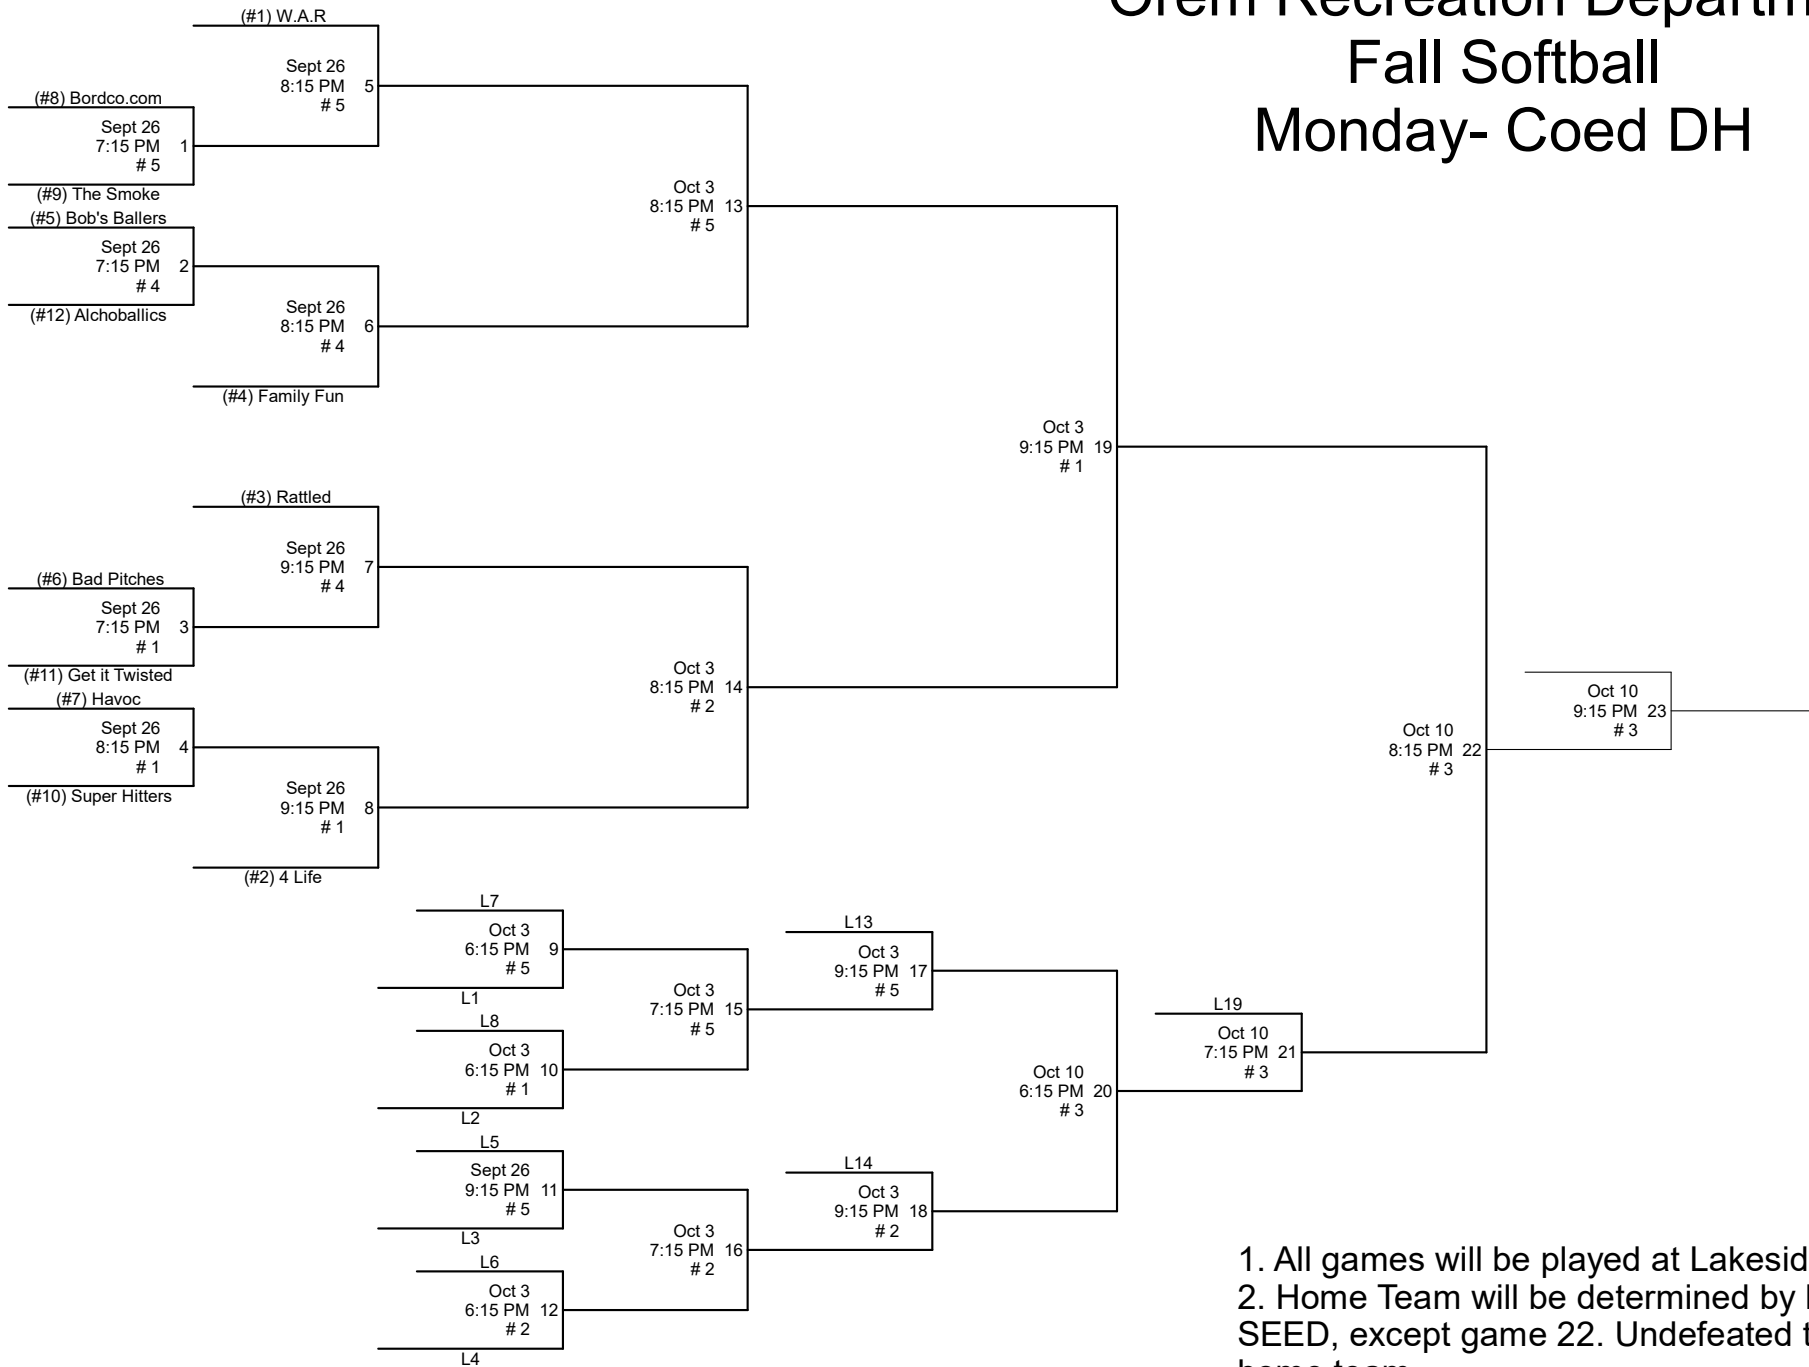 Fall Softball
Monday- Coed DH
(#1) W.A.R
Sept 26
8:15 PM 5
# 5
(#8) Bordco.com
Sept 26
7:15 PM 1
# 5
(#9) The Smoke
(#5) Bob's Ballers
Sept 26
7:15 PM 2
# 4
(#12) Alchoballics
Sept 26
8:15 PM 6
# 4
(#4) Family Fun
Oct 3
8:15 PM 13
# 5
Oct 3
9:15 PM 19
# 1
(#3) Rattled
Sept 26
9:15 PM 7
# 4
(#6) Bad Pitches
Sept 26
7:15 PM 3
# 1
(#11) Get it Twisted
(#7) Havoc
Sept 26
8:15 PM 4
# 1
(#10) Super Hitters
Sept 26
9:15 PM 8
# 1
(#2) 4 Life
Oct 3
8:15 PM 14
# 2
Oct 10
8:15 PM 22
# 3
Oct 10
9:15 PM 23
# 3
L7
Oct 3
6:15 PM 9
# 5
L1
L8
Oct 3
6:15 PM 10
# 1
L2
Oct 3
7:15 PM 15
# 5
L13
Oct 3
9:15 PM 17
# 5
L5
Sept 26
9:15 PM 11
# 5
L3
L6
Oct 3
6:15 PM 12
# 2
L4
Oct 3
7:15 PM 16
# 2
L14
Oct 3
9:15 PM 18
# 2
Oct 10
6:15 PM 20
# 3
L19
Oct 10
7:15 PM 21
# 3
1. All games will be played at
2. Home Team will be determined by
SEED, except game 22. Undefeated